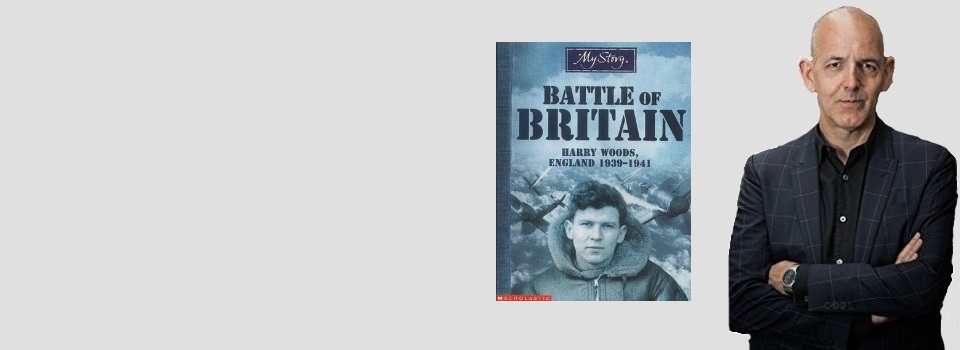 My Story.
BATTLE OF
BRITAIN
HARRY WOODS,
ENGLAND 1939–1941
SCHOLASTIC